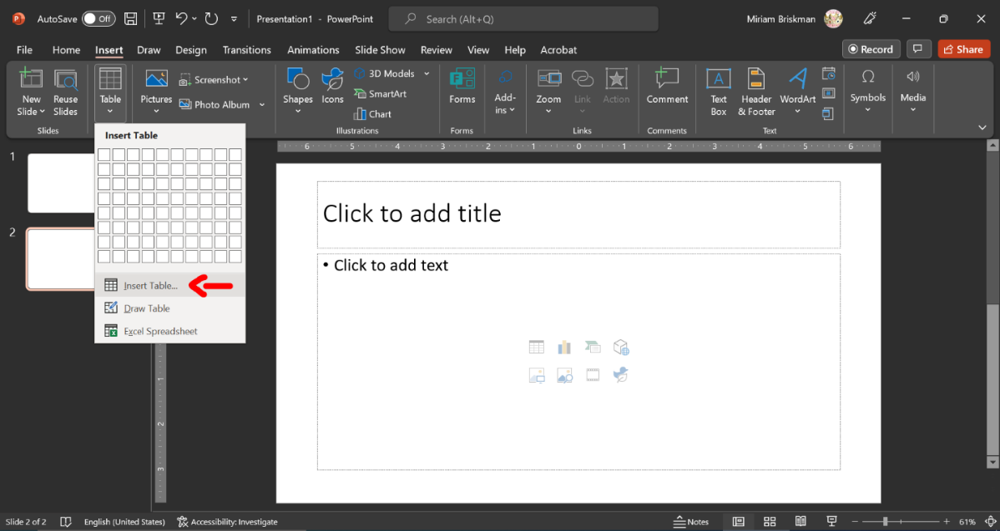 AutoSave Off Presentation1 - PowerPoint Search (Alt+Q) Miriam Briskman
File Home Insert Draw Design Transitions Animations Slide Show Review View Help Acrobat Record Share
New Slide
Reuse Slides
Slides
Table
Pictures
Screenshot
Photo Album
Shapes
Icons
3D Models
SmartArt
Chart
Illustrations
Forms
Forms
Add-ins
Zoom
Link
Action
Links
Comment
Comments
Text Box
Header & Footer
WordArt
Text
Symbols
Media
Insert Table
Insert Table...
Draw Table
Excel Spreadsheet
1
2
6 5 4 3 2 1 0 1 2 3 4 5 6
1
2
3
Click to add title
• Click to add text
Slide 2 of 2 English (United States) Accessibility: Investigate Notes 61%